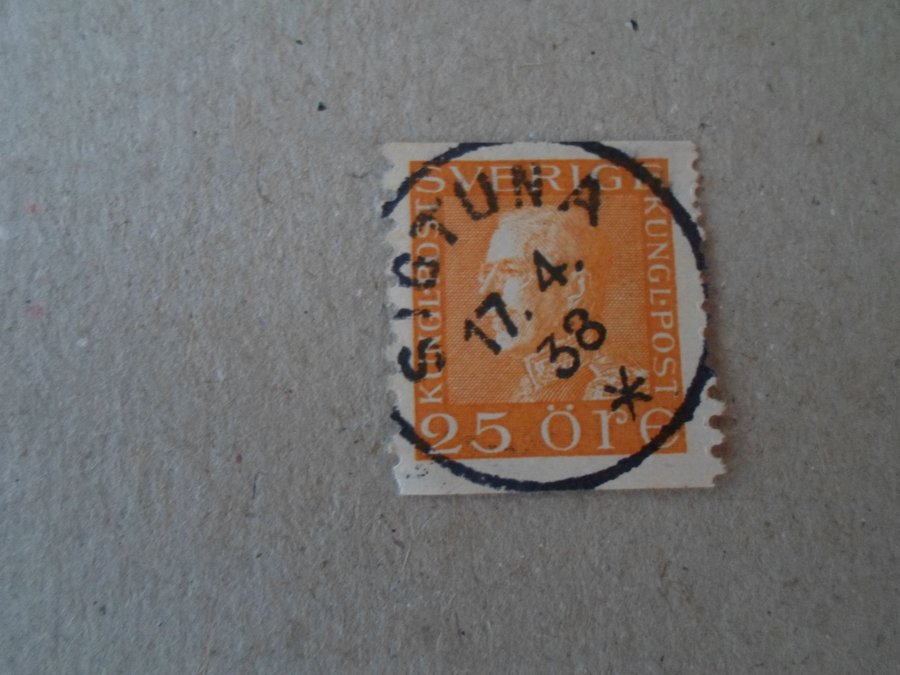 SVERIGE
KUNGL·POST
KUNGL·POST
25 ÖRE
SIGTUNA
17. 4.
38
*